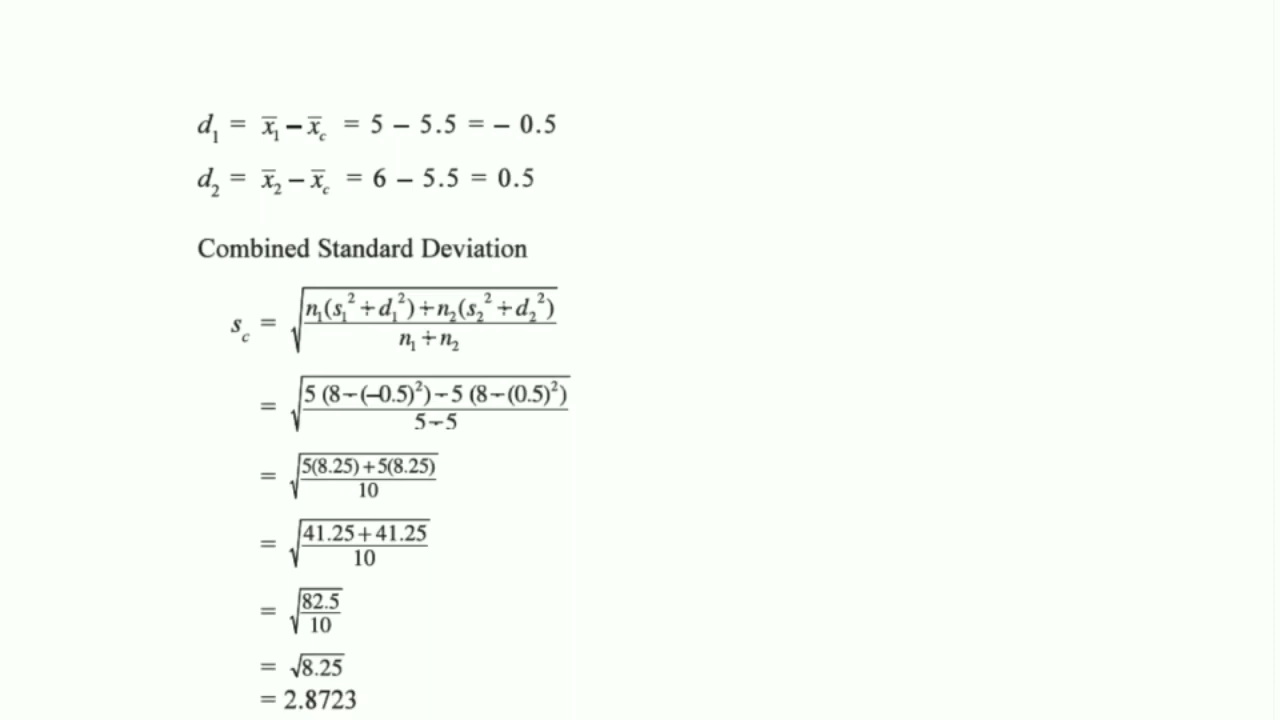 d₁ = x̅₁ − x̅c = 5 − 5.5 = − 0.5
d₂ = x̅₂ − x̅c = 6 − 5.5 = 0.5
Combined Standard Deviation
sc = √((n₁(s₁² ÷ d₁²) ÷ n₂(s₂² ÷ d₂²)) / (n₁ ÷ n₂))
= √((5 (8−(−0.5)²)−5 (8−(0.5)²)) / (5−5))
= √((5(8.25)+5(8.25)) / 10)
= √((41.25+41.25) / 10)
= √(82.5 / 10)
= √8.25
= 2.8723